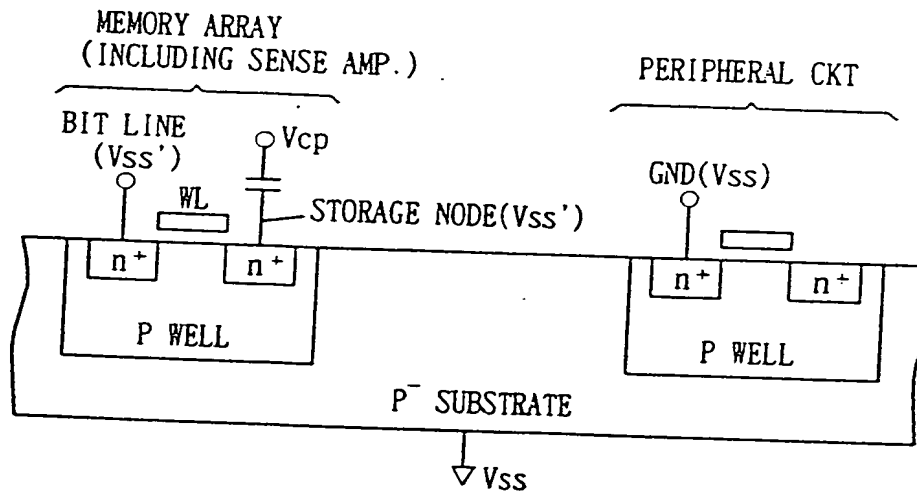 MEMORY ARRAY
(INCLUDING SENSE AMP.)
PERIPHERAL CKT
BIT LINE
(Vss')
Vcp
WL
GND(Vss)
STORAGE NODE(Vss')
n+
n+
n+
n+
P WELL
P WELL
P- SUBSTRATE
Vss